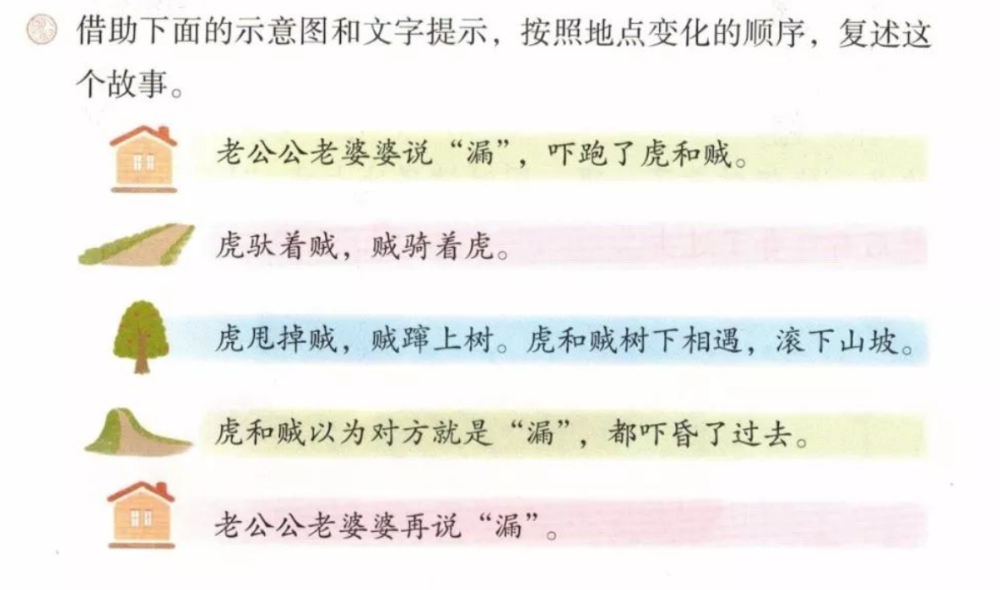 借助下面的示意图和文字提示，按照地点变化的顺序，复述这
个故事。
老公公老婆婆说“漏”，吓跑了虎和贼。
虎驮着贼，贼骑着虎。
虎甩掉贼，贼蹿上树。虎和贼树下相遇，滚下山坡。
虎和贼以为对方就是“漏”，都吓昏了过去。
老公公老婆婆再说“漏”。